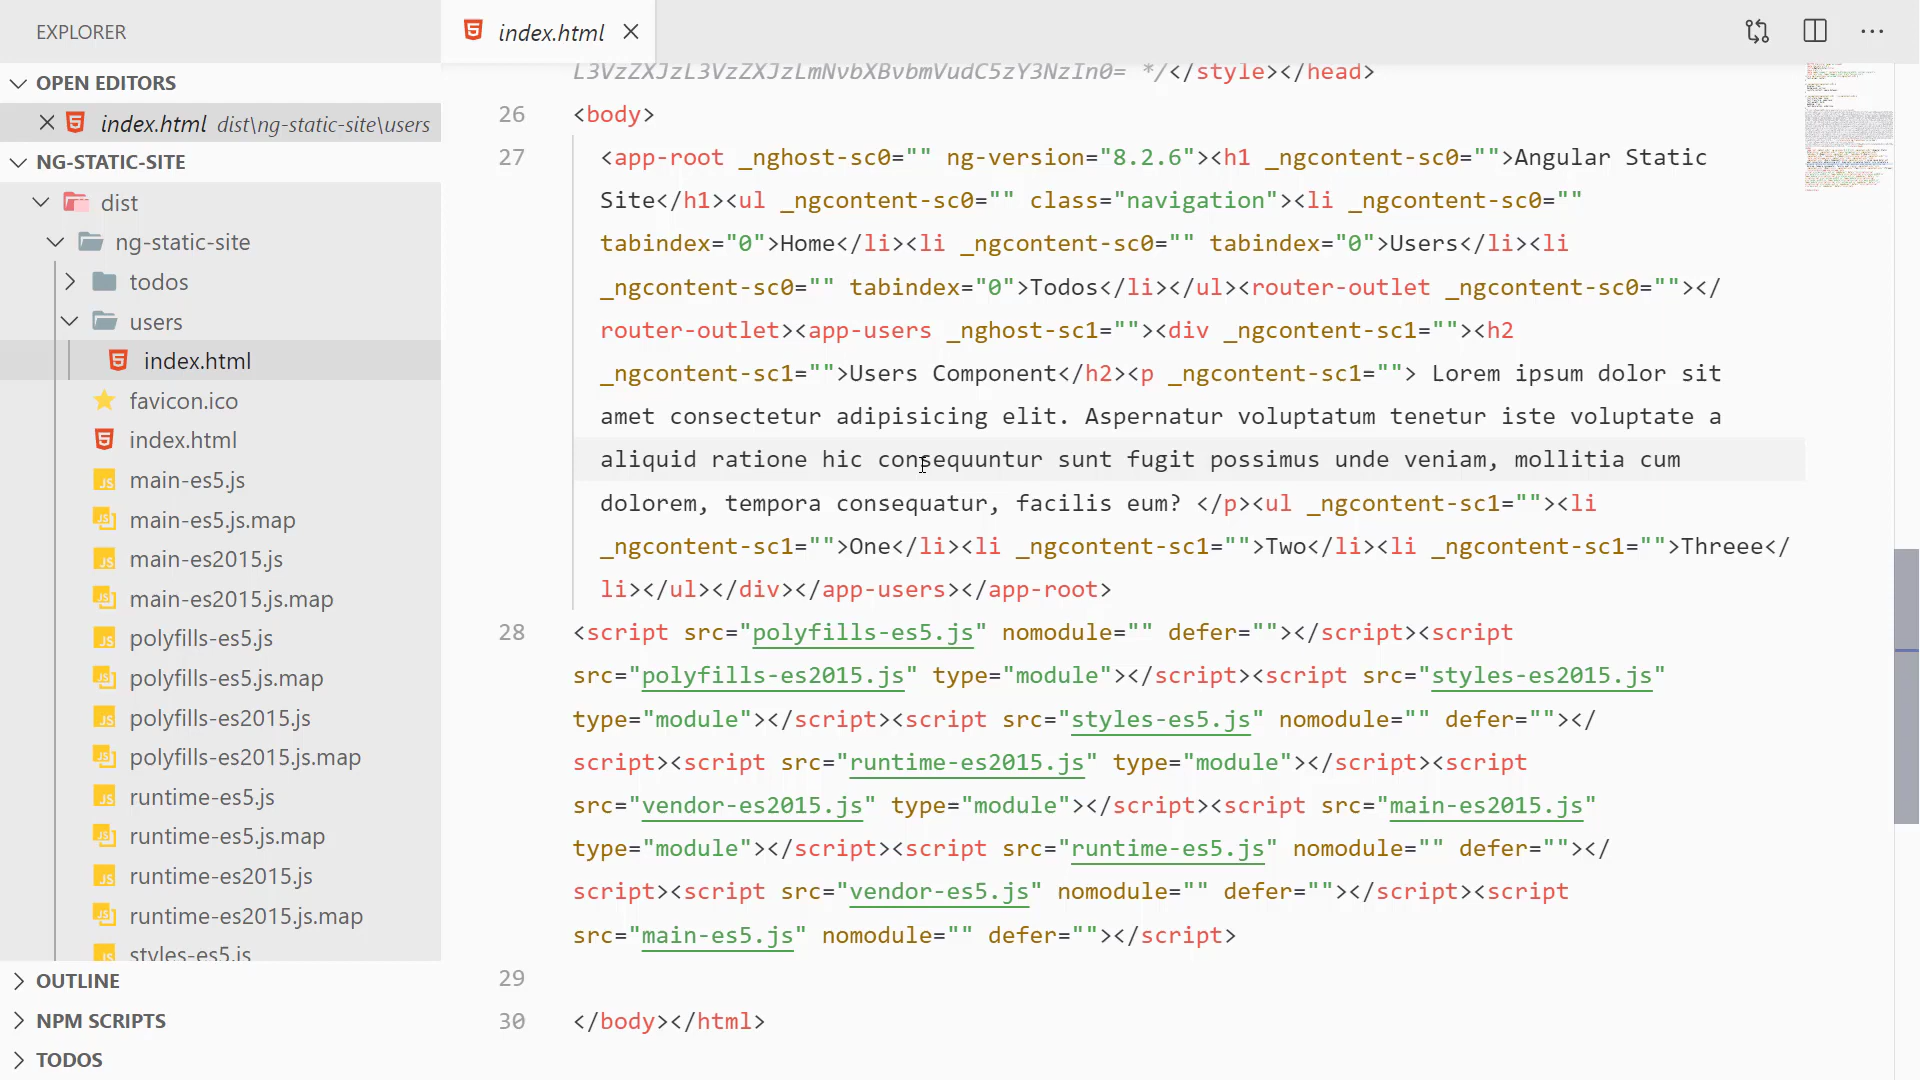 EXPLORER
index.html
OPEN EDITORS
index.html dist\ng-static-site\users
NG-STATIC-SITE
dist
ng-static-site
todos
users
index.html
favicon.ico
index.html
main-es5.js
main-es5.js.map
main-es2015.js
main-es2015.js.map
polyfills-es5.js
polyfills-es5.js.map
polyfills-es2015.js
polyfills-es2015.js.map
runtime-es5.js
runtime-es5.js.map
runtime-es2015.js
runtime-es2015.js.map
styles-es5.js
OUTLINE
NPM SCRIPTS
TODOS
L3VzZXJzL3VzZXJzLmNvbXBvbmVudC5zY3NzIn0= */</style></head>
26 <body>
27 <app-root _nghost-sc0="" ng-version="8.2.6"><h1 _ngcontent-sc0="">Angular Static
Site</h1><ul _ngcontent-sc0="" class="navigation"><li _ngcontent-sc0=""
tabindex="0">Home</li><li _ngcontent-sc0="" tabindex="0">Users</li><li
_ngcontent-sc0="" tabindex="0">Todos</li></ul><router-outlet _ngcontent-sc0=""></
router-outlet><app-users _nghost-sc1=""><div _ngcontent-sc1=""><h2
_ngcontent-sc1="">Users Component</h2><p _ngcontent-sc1=""> Lorem ipsum dolor sit
amet consectetur adipisicing elit. Aspernatur voluptatum tenetur iste voluptate a
aliquid ratione hic consequuntur sunt fugit possimus unde veniam, mollitia cum
dolorem, tempora consequatur, facilis eum? </p><ul _ngcontent-sc1=""><li
_ngcontent-sc1="">One</li><li _ngcontent-sc1="">Two</li><li _ngcontent-sc1="">Threee</
li></ul></div></app-users></app-root>
28 <script src="polyfills-es5.js" nomodule="" defer=""></script><script
src="polyfills-es2015.js" type="module"></script><script src="styles-es2015.js"
type="module"></script><script src="styles-es5.js" nomodule="" defer=""></
script><script src="runtime-es2015.js" type="module"></script><script
src="vendor-es2015.js" type="module"></script><script src="main-es2015.js"
type="module"></script><script src="runtime-es5.js" nomodule="" defer=""></
script><script src="vendor-es5.js" nomodule="" defer=""></script><script
src="main-es5.js" nomodule="" defer=""></script>
29
30 </body></html>